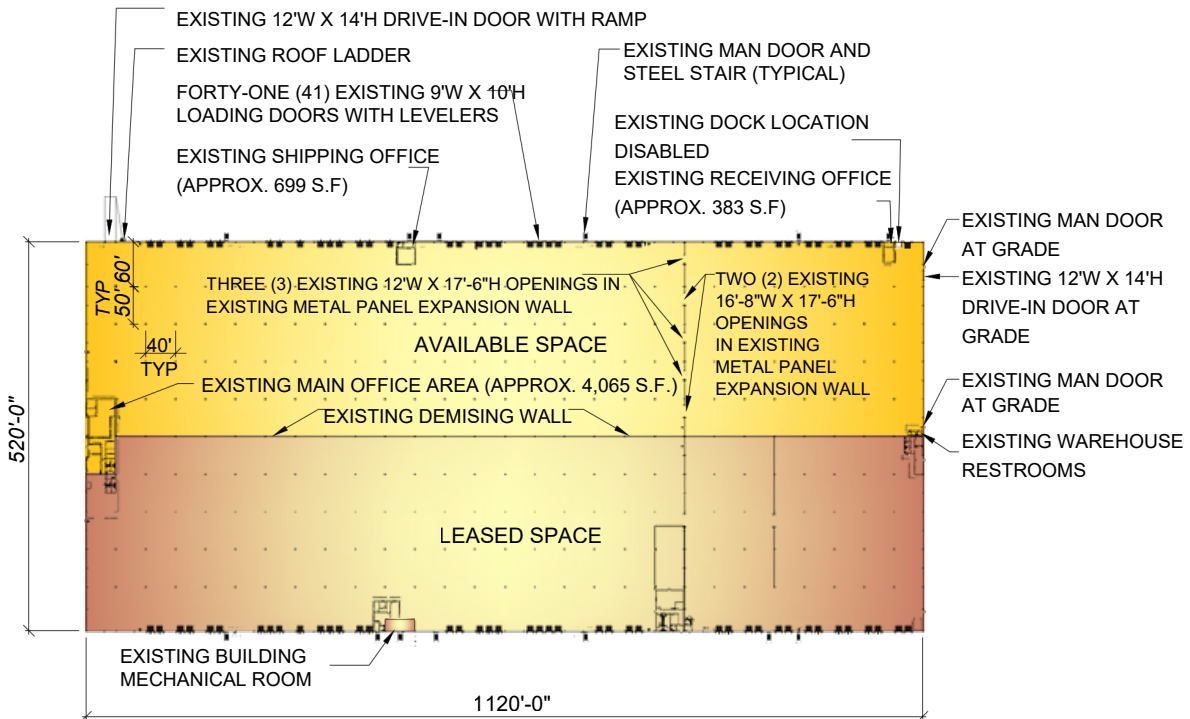 EXISTING 12'W X 14'H DRIVE-IN DOOR WITH RAMP
EXISTING ROOF LADDER
FORTY-ONE (41) EXISTING 9'W X 10'H
LOADING DOORS WITH LEVELERS
EXISTING SHIPPING OFFICE
(APPROX. 699 S.F)
EXISTING MAN DOOR AND
STEEL STAIR (TYPICAL)
EXISTING DOCK LOCATION
DISABLED
EXISTING RECEIVING OFFICE
(APPROX. 383 S.F)
EXISTING MAN DOOR
AT GRADE
EXISTING 12'W X 14'H
DRIVE-IN DOOR AT
GRADE
EXISTING MAN DOOR
AT GRADE
EXISTING WAREHOUSE
RESTROOMS
60'
50"
TYP
40'
TYP
THREE (3) EXISTING 12'W X 17'-6"H OPENINGS IN
EXISTING METAL PANEL EXPANSION WALL
TWO (2) EXISTING
16'-8"W X 17'-6"H
OPENINGS
IN EXISTING
METAL PANEL
EXPANSION WALL
AVAILABLE SPACE
EXISTING MAIN OFFICE AREA (APPROX. 4,065 S.F.)
EXISTING DEMISING WALL
520'-0"
LEASED SPACE
EXISTING BUILDING
MECHANICAL ROOM
1120'-0"